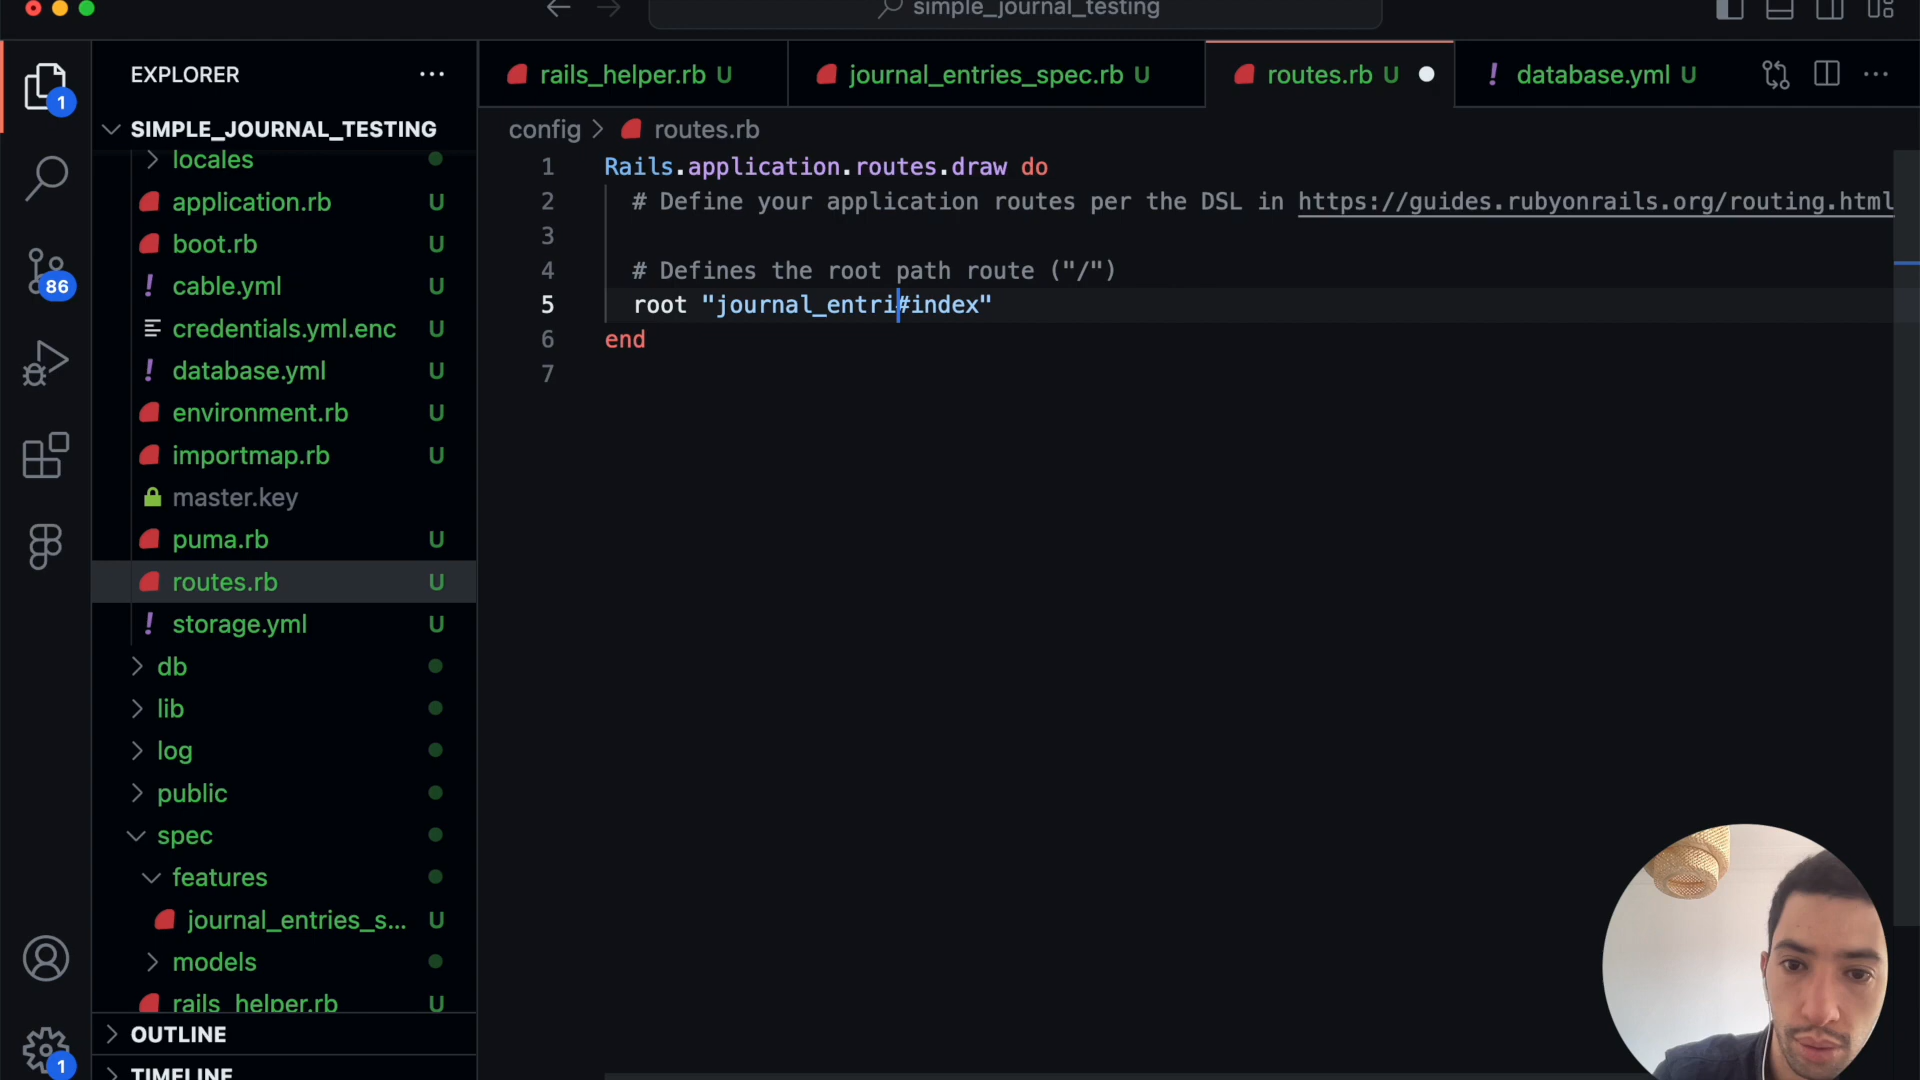 simple_journal_testing
EXPLORER
rails_helper.rb U
journal_entries_spec.rb U
routes.rb U
! database.yml U
1
SIMPLE_JOURNAL_TESTING
config > routes.rb
locales
application.rb U
boot.rb U
! cable.yml U
86
credentials.yml.enc U
! database.yml U
environment.rb U
importmap.rb U
master.key
puma.rb U
routes.rb U
! storage.yml U
db
lib
log
public
spec
features
journal_entries_s... U
models
rails_helper.rb U
OUTLINE
1
TIMELINE
1 Rails.application.routes.draw do
2 # Define your application routes per the DSL in https://guides.rubyonrails.org/routing.html
3
4 # Defines the root path route ("/")
5 root "journal_entri#index"
6 end
7